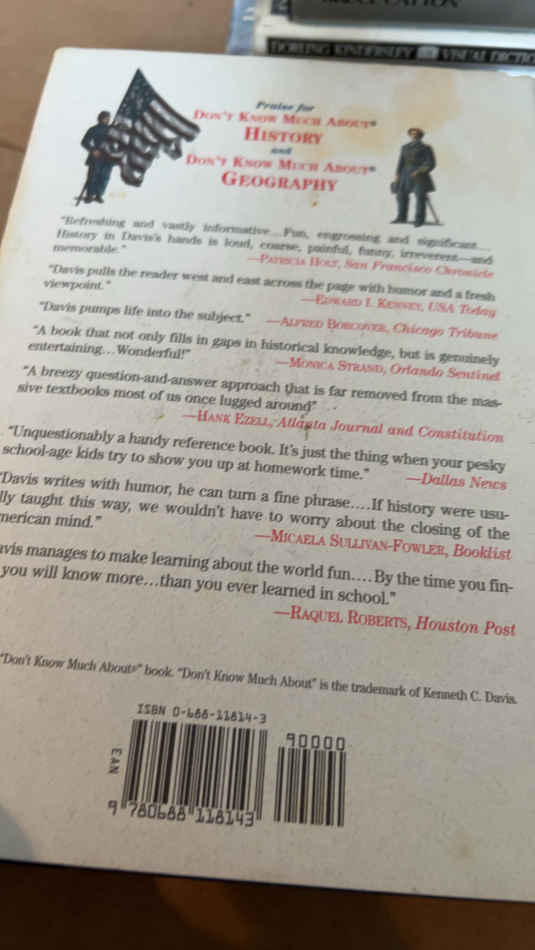 DORLING KINDERSLEY VISUAL DICTIO
Praise for
DON'T KNOW MUCH ABOUT®
HISTORY
and
DON'T KNOW MUCH ABOUT®
GEOGRAPHY
"Refreshing and vastly informative...Fun, engrossing and significant....
History in Davis's hands is loud, coarse, painful, funny, irreverent—and
memorable."
—PATRICIA HOLT, San Francisco Chronicle
"Davis pulls the reader west and east across the page with humor and a fresh
viewpoint."
—EDWARD I. KENNEY, USA Today
"Davis pumps life into the subject." —ALFRED BORCOVER, Chicago Tribune
"A book that not only fills in gaps in historical knowledge, but is genuinely
entertaining...Wonderful!"
—MONICA STRAND, Orlando Sentinel
"A breezy question-and-answer approach that is far removed from the mas-
sive textbooks most of us once lugged around"
—HANK EZELL, Atlanta Journal and Constitution
"Unquestionably a handy reference book. It's just the thing when your pesky
school-age kids try to show you up at homework time."
—Dallas News
"Davis writes with humor, he can turn a fine phrase....If history were usu-
lly taught this way, we wouldn't have to worry about the closing of the
merican mind."
—MICAELA SULLIVAN-FOWLER, Booklist
avis manages to make learning about the world fun....By the time you fin-
you will know more...than you ever learned in school."
—RAQUEL ROBERTS, Houston Post
"Don't Know Much About®" book. "Don't Know Much About" is the trademark of Kenneth C. Davis.
ISBN 0-688-11814-3
90000
EAN
9 780688 118143